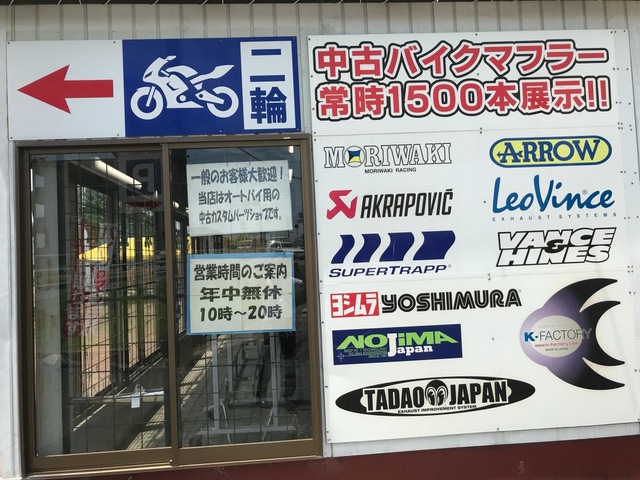 二輪
中古バイクマフラー
常時1500本展示!!
一般のお客様大歓迎！
当店はオートバイ用の
中古カスタムパーツショップです。
営業時間のご案内
年中無休
10時～20時
MORIWAKI
MORIWAKI RACING
ARROW
AKRAPOVIČ
LeoVince
EXHAUST SYSTEMS
SUPERTRAPP
VANCE & HINES
ヨシムラ YOSHIMURA
NOJIMA
Japan
K-FACTORY
TADAO JAPAN
EXHAUST IMPROVEMENT SYSTEM